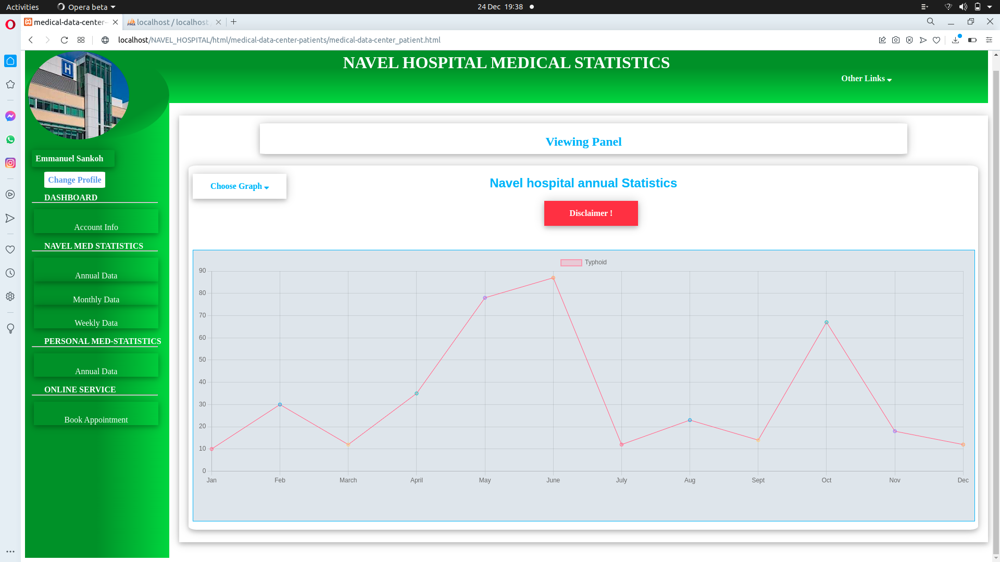 Activities
Opera beta
24 Dec 19:38
medical-data-center-
localhost / localhost
localhost/NAVEL_HOSPITAL/html/medical-data-center-patients/medical-data-center_patient.html
H
NAVEL HOSPITAL MEDICAL STATISTICS
Other Links
Emmanuel Sankoh
Change Profile
DASHBOARD
Account Info
NAVEL MED STATISTICS
Annual Data
Monthly Data
Weekly Data
PERSONAL MED-STATISTICS
Annual Data
ONLINE SERVICE
Book Appointment
Viewing Panel
Choose Graph
Navel hospital annual Statistics
Disclaimer !
Typhoid
90
80
70
60
50
40
30
20
10
0
Jan Feb March April May June July Aug Sept Oct Nov Dec